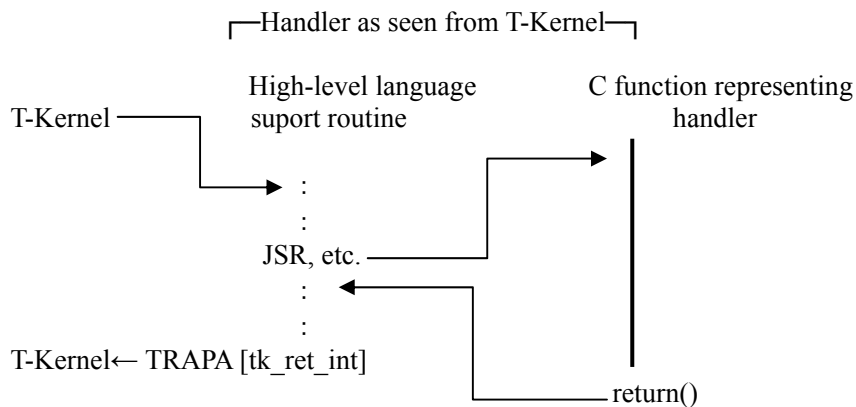 Handler as seen from T-Kernel
High-level language
suport routine
C function representing
handler
T-Kernel
:
:
JSR, etc.
:
:
T-Kernel← TRAPA [tk_ret_int]
return()